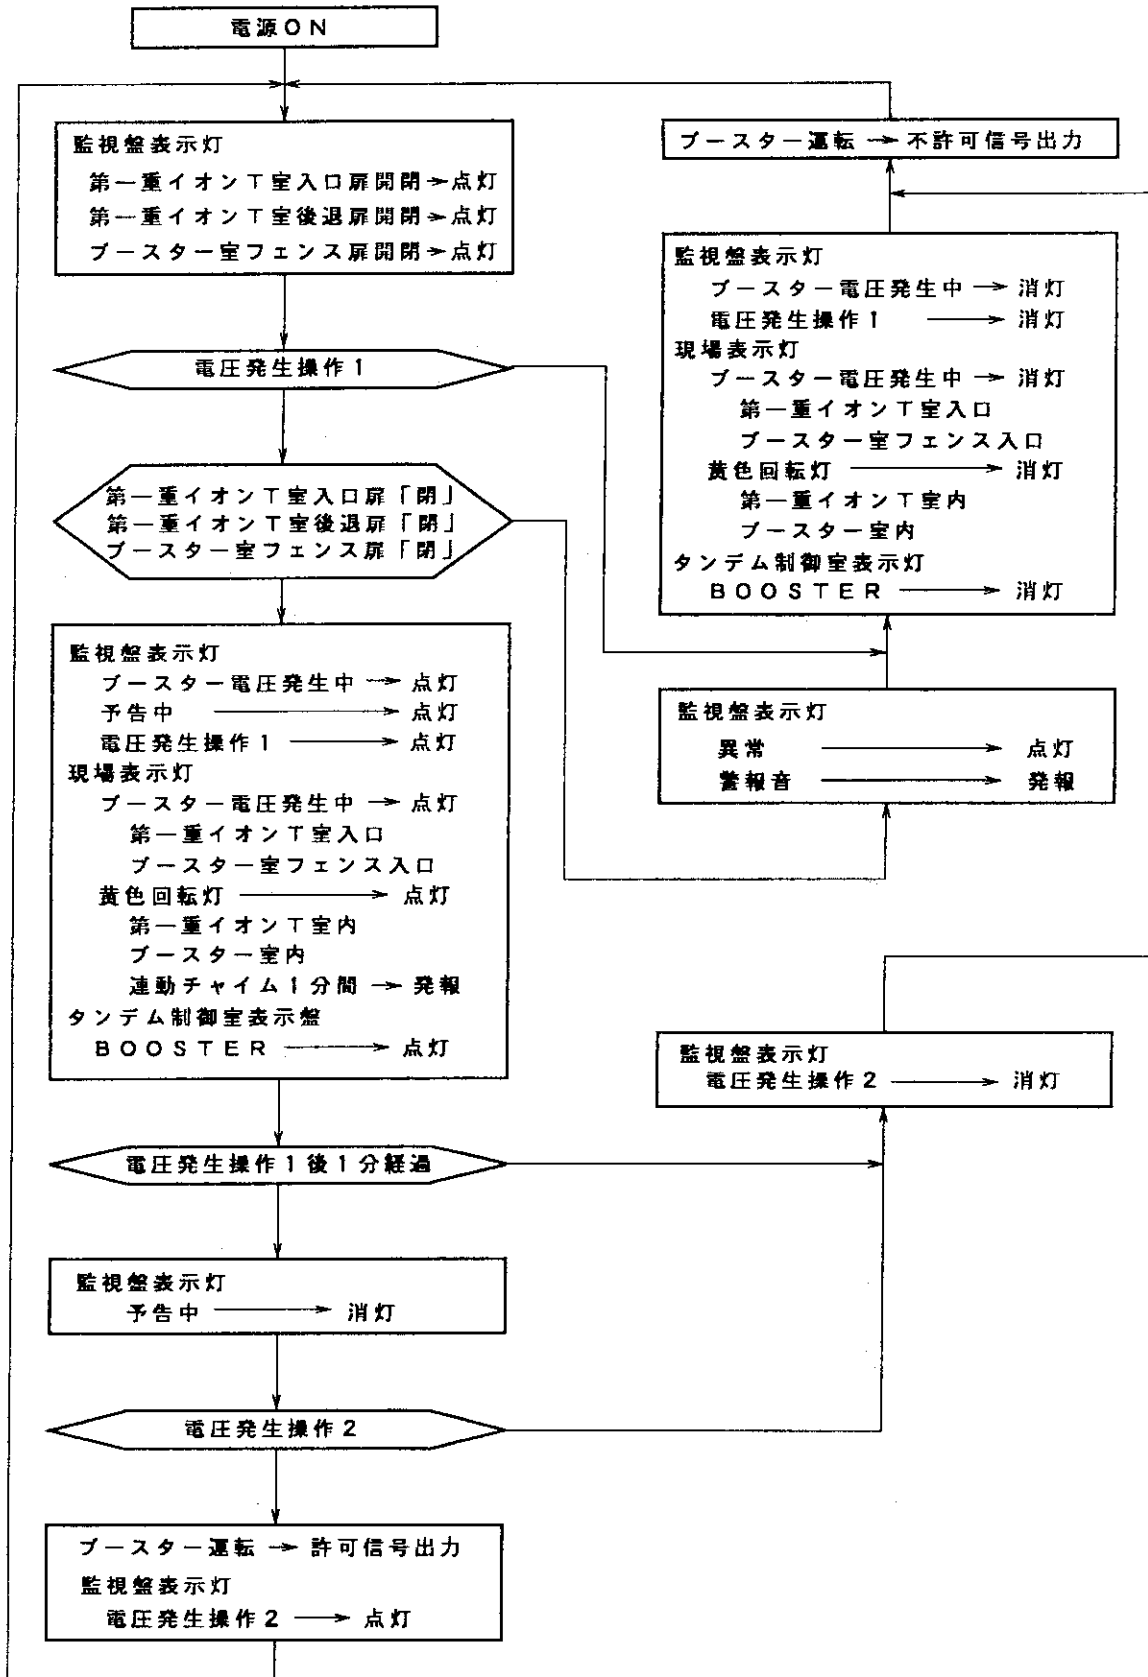 電源ON
監視盤表示灯
第一重イオンT室入口扉開閉→点灯
第一重イオンT室後退扉開閉→点灯
ブースター室フェンス扉開閉→点灯
電圧発生操作1
第一重イオンT室入口扉「閉」
第一重イオンT室後退扉「閉」
ブースター室フェンス扉「閉」
監視盤表示灯
ブースター電圧発生中→点灯
予告中→点灯
電圧発生操作1→点灯
現場表示灯
ブースター電圧発生中→点灯
第一重イオンT室入口
ブースター室フェンス入口
黄色回転灯→点灯
第一重イオンT室内
ブースター室内
連動チャイム1分間→発報
タンデム制御室表示盤
BOOSTER→点灯
電圧発生操作1後1分経過
監視盤表示灯
予告中→消灯
電圧発生操作2
ブースター運転→許可信号出力
監視盤表示灯
電圧発生操作2→点灯
ブースター運転→不許可信号出力
監視盤表示灯
ブースター電圧発生中→消灯
電圧発生操作1→消灯
現場表示灯
ブースター電圧発生中→消灯
第一重イオンT室入口
ブースター室フェンス入口
黄色回転灯→消灯
第一重イオンT室内
ブースター室内
タンデム制御室表示灯
BOOSTER→消灯
監視盤表示灯
異常→点灯
警報音→発報
監視盤表示灯
電圧発生操作2→消灯